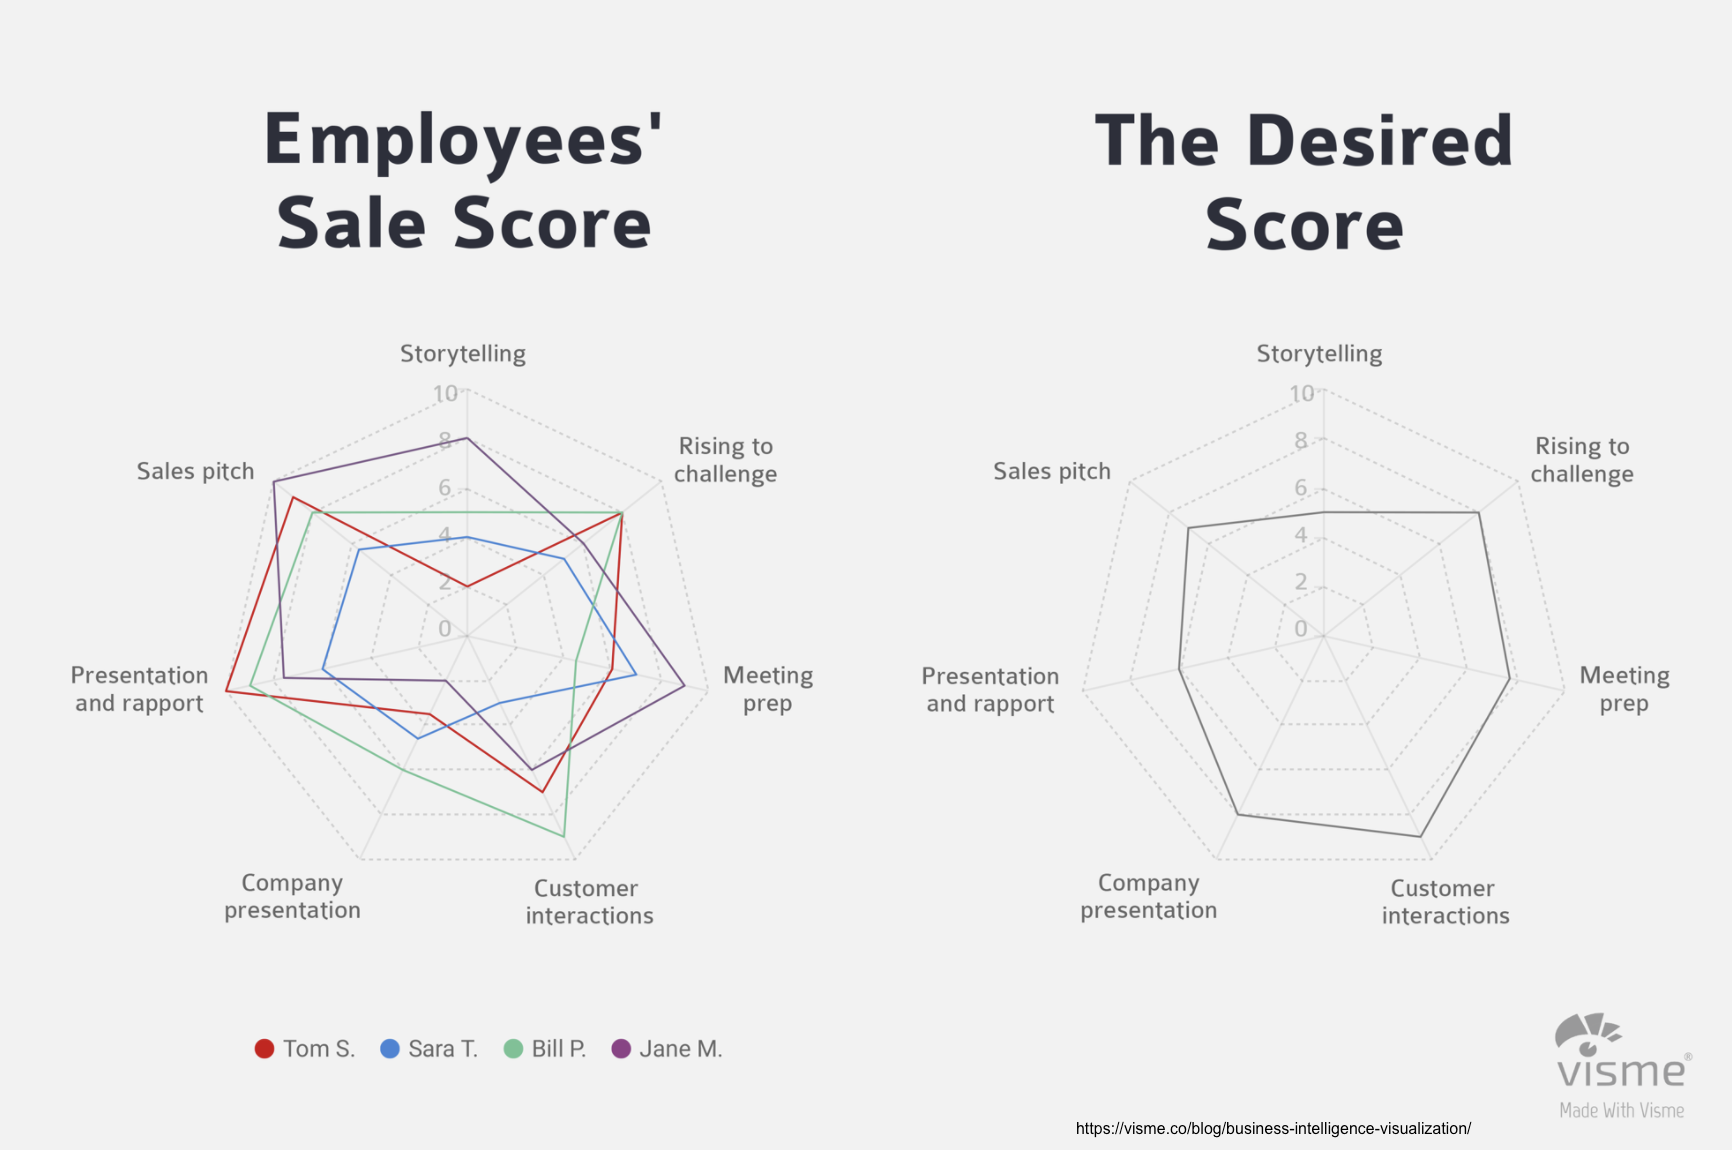 Employees'
Sale Score
Storytelling
10
8
6
4
2
0
Rising to
challenge
Meeting
prep
Customer
interactions
Company
presentation
Presentation
and rapport
Sales pitch
Tom S.
Sara T.
Bill P.
Jane M.
The Desired
Score
Storytelling
10
8
6
4
2
0
Rising to
challenge
Meeting
prep
Customer
interactions
Company
presentation
Presentation
and rapport
Sales pitch
visme®
Made With Visme
https://visme.co/blog/business-intelligence-visualization/